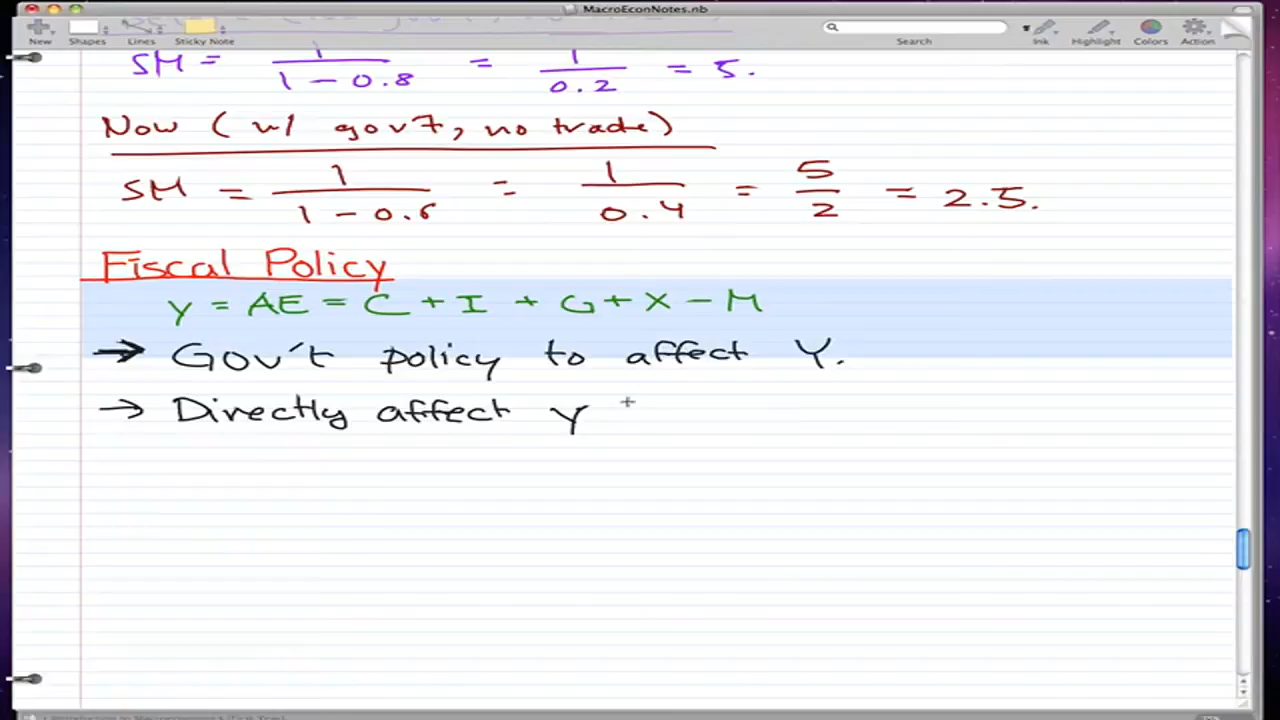 MacroEconNotes.nb
New Shapes Lines Sticky Note Search Ink Highlight Colors Action
SM = 1 / 1 - 0.8 = 1 / 0.2 = 5.
Now (w/ gov't, no trade)
SM = 1 / 1 - 0.6 = 1 / 0.4 = 5 / 2 = 2.5.
Fiscal Policy
Y = AE = C + I + G + X - M
→ Gov't policy to affect Y.
→ Directly affect Y